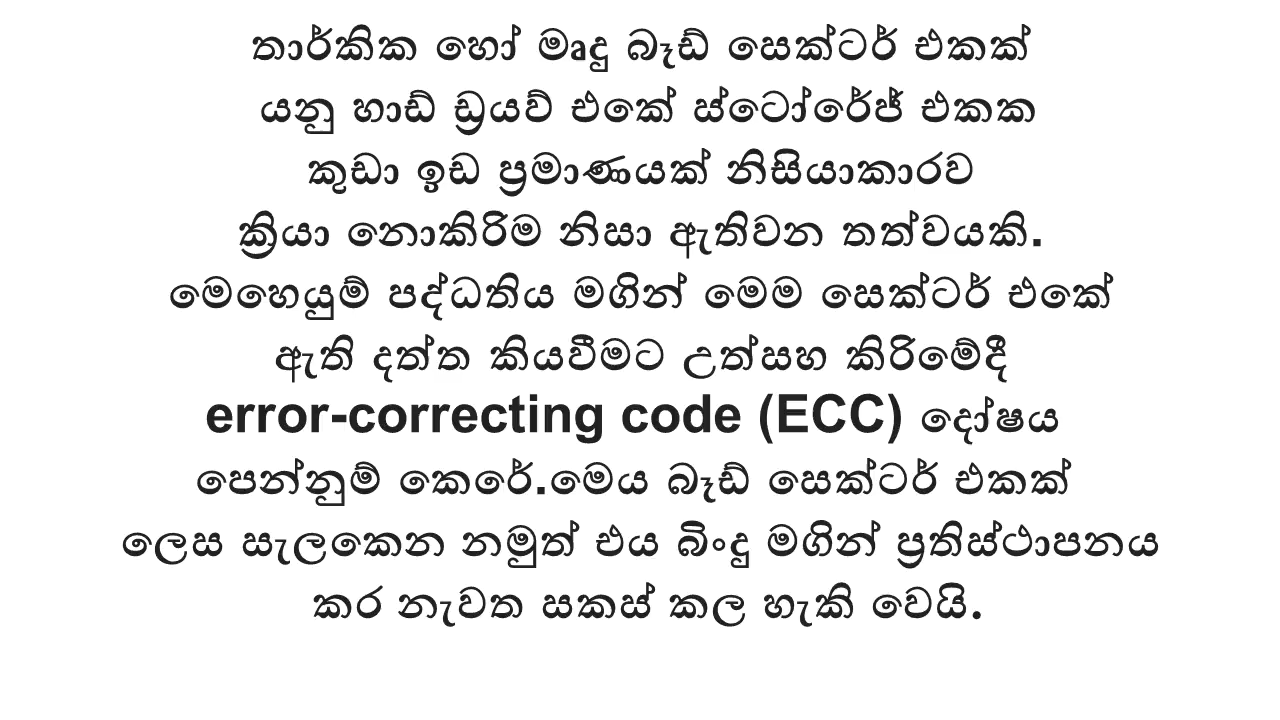 තාර්කික හෝ මෘදු බෑඩ් සෙක්ටර් එකක්
යනු හාඩ් ඩ්‍රයව් එකේ ස්ටෝරේජ් එකක
කුඩා ඉඩ ප්‍රමාණයක් නිසියාකාරව
ක්‍රියා නොකිරිම නිසා ඇතිවන තත්වයකි.
මෙහෙයුම් පද්ධතිය මගින් මෙම සෙක්ටර් එකේ
ඇති දත්ත කියවීමට උත්සහ කිරිමේදී
error-correcting code (ECC) දෝෂය
පෙන්නුම් කෙරේ.මෙය බෑඩ් සෙක්ටර් එකක්
ලෙස සැලකෙන නමුත් එය බිංදු මගින් ප්‍රතිස්ථාපනය
කර නැවත සකස් කල හැකි වෙයි.